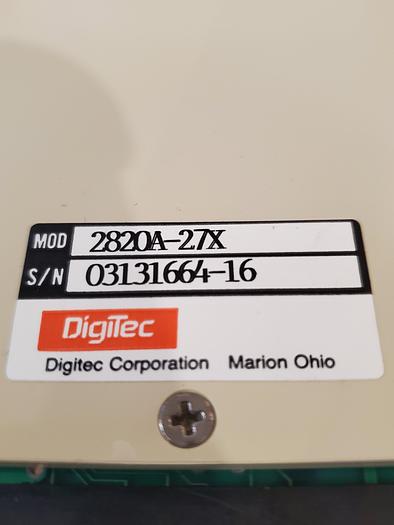 MOD 2820A-27X
S/N 03131664-16
DigiTec
Digitec Corporation Marion Ohio